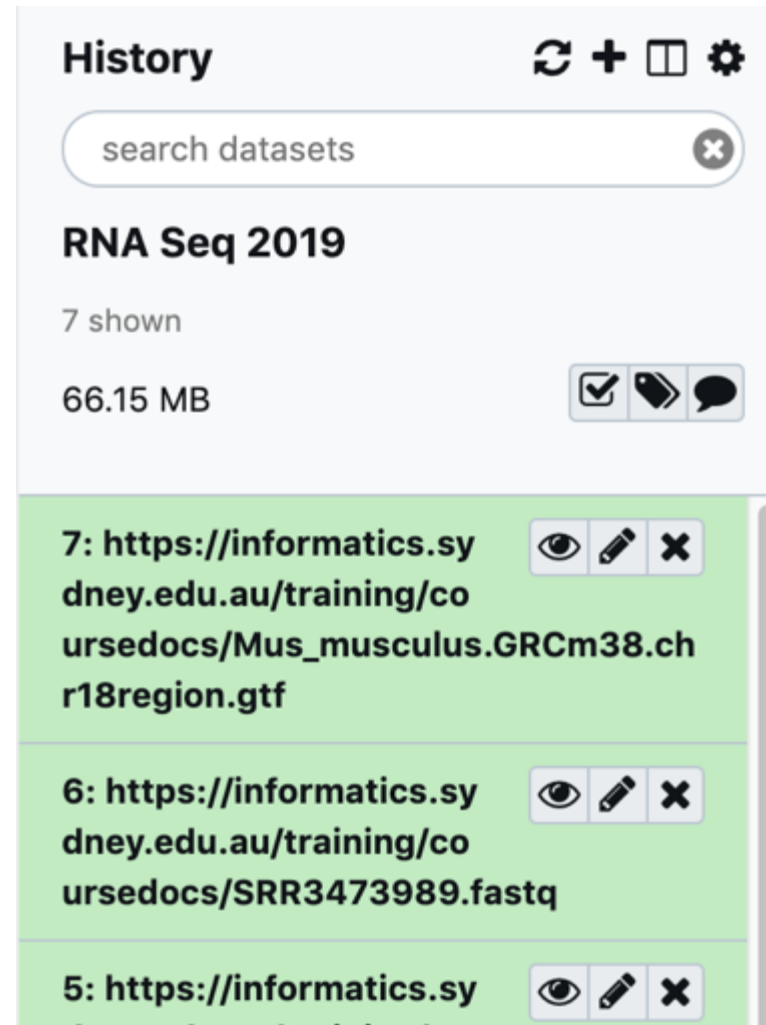 History
search datasets
RNA Seq 2019
7 shown
66.15 MB
7: https://informatics.sy
dney.edu.au/training/co
ursedocs/Mus_musculus.GRCm38.ch
r18region.gtf
6: https://informatics.sy
dney.edu.au/training/co
ursedocs/SRR3473989.fastq
5: https://informatics.sy